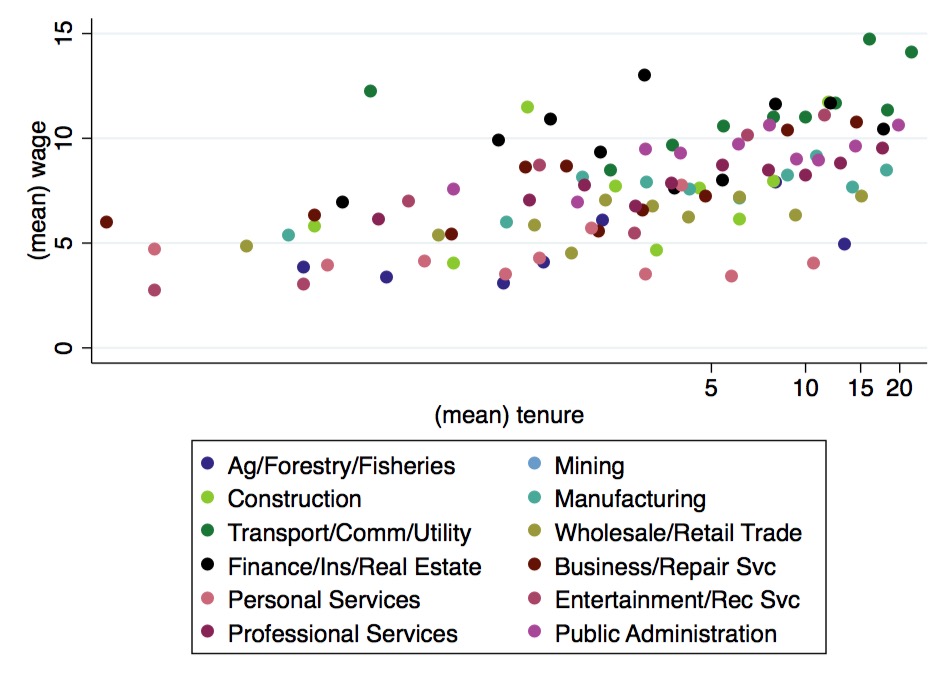 15
10
5
0
(mean) wage
5 10 15 20
(mean) tenure
Ag/Forestry/Fisheries Mining
Construction Manufacturing
Transport/Comm/Utility Wholesale/Retail Trade
Finance/Ins/Real Estate Business/Repair Svc
Personal Services Entertainment/Rec Svc
Professional Services Public Administration